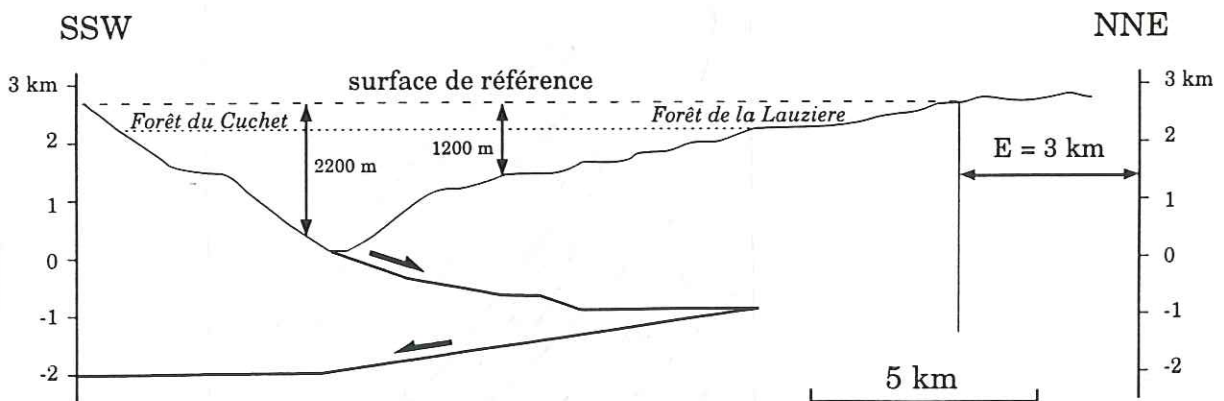 SSW
NNE
3 km
surface de référence
3 km
Forêt du Cuchet
Forêt de la Lauziere
2
2
2200 m
1200 m
E = 3 km
1
1
0
0
-1
-1
-2
-2
5 km